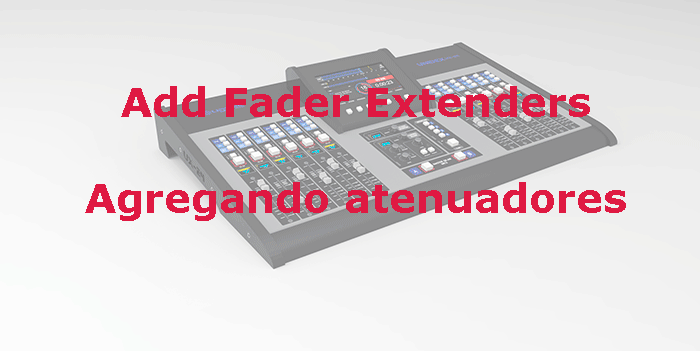 Add Fader Extenders
Agregando atenuadores